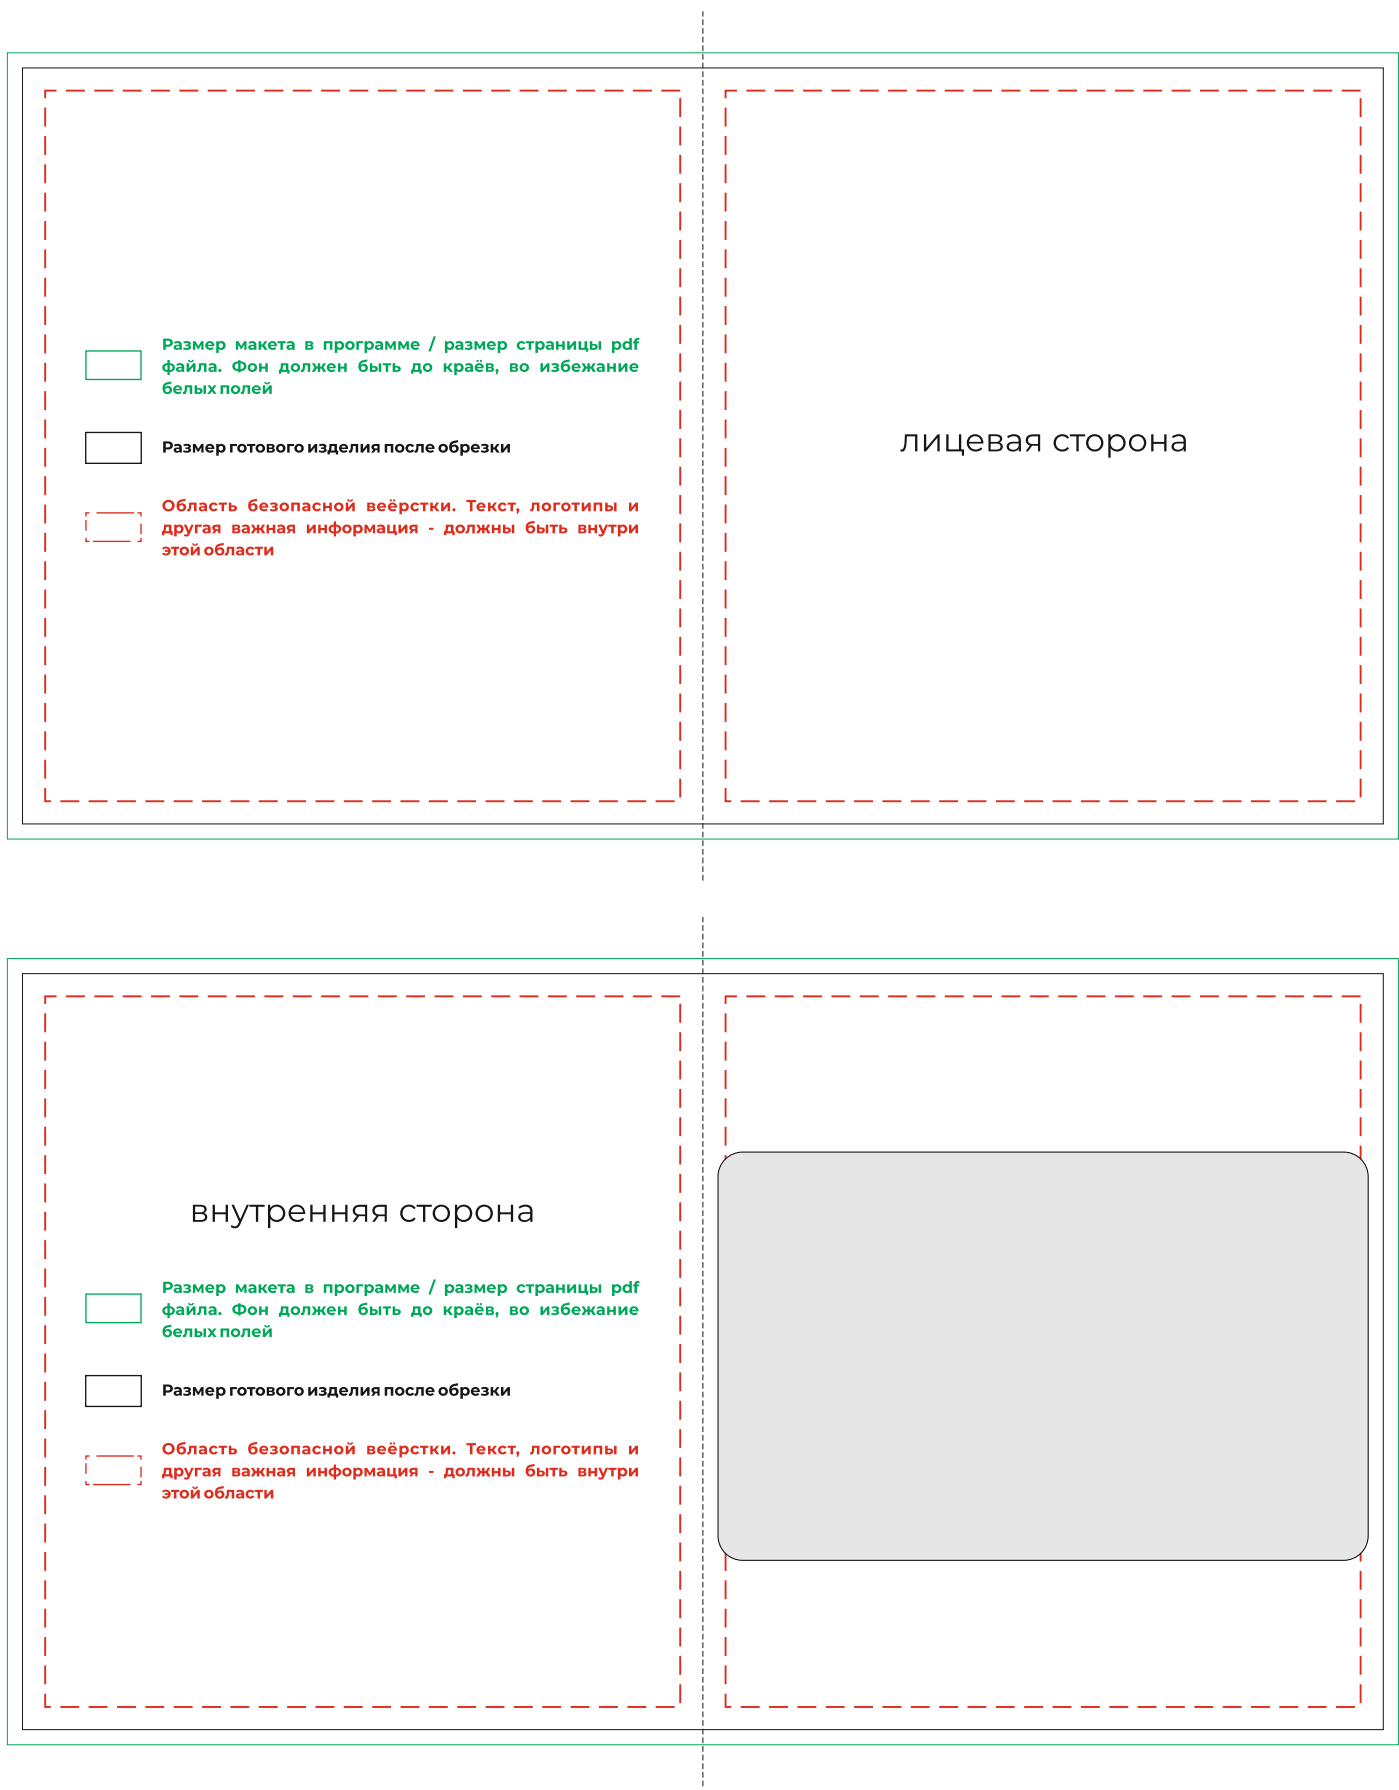 Размер макета в программе / размер страницы pdf
файла. Фон должен быть до краёв, во избежание
белых полей
Размер готового изделия после обрезки
Область безопасной веёрстки. Текст, логотипы и
другая важная информация - должны быть внутри
этой области
лицевая сторона
внутренняя сторона
Размер макета в программе / размер страницы pdf
файла. Фон должен быть до краёв, во избежание
белых полей
Размер готового изделия после обрезки
Область безопасной веёрстки. Текст, логотипы и
другая важная информация - должны быть внутри
этой области